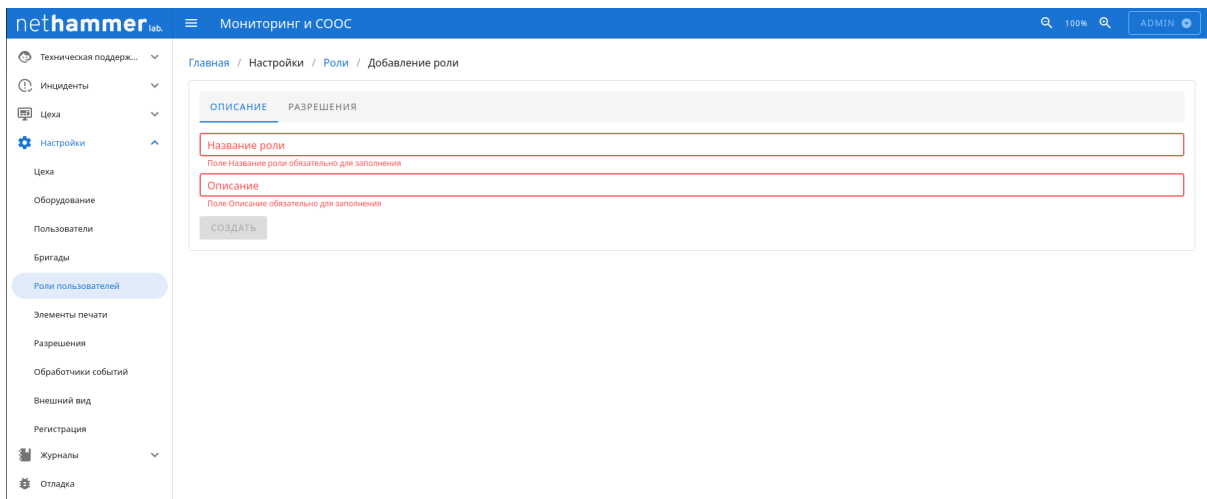 nethammer lab.
Мониторинг и СООС
100%
ADMIN
Техническая поддерж...
Инциденты
Цеха
Настройки
Цеха
Оборудование
Пользователи
Бригады
Роли пользователей
Элементы печати
Разрешения
Обработчики событий
Внешний вид
Регистрация
Журналы
Отладка
Главная / Настройки / Роли / Добавление роли
ОПИСАНИЕ РАЗРЕШЕНИЯ
Название роли
Поле Название роли обязательно для заполнения
Описание
Поле Описание обязательно для заполнения
СОЗДАТЬ